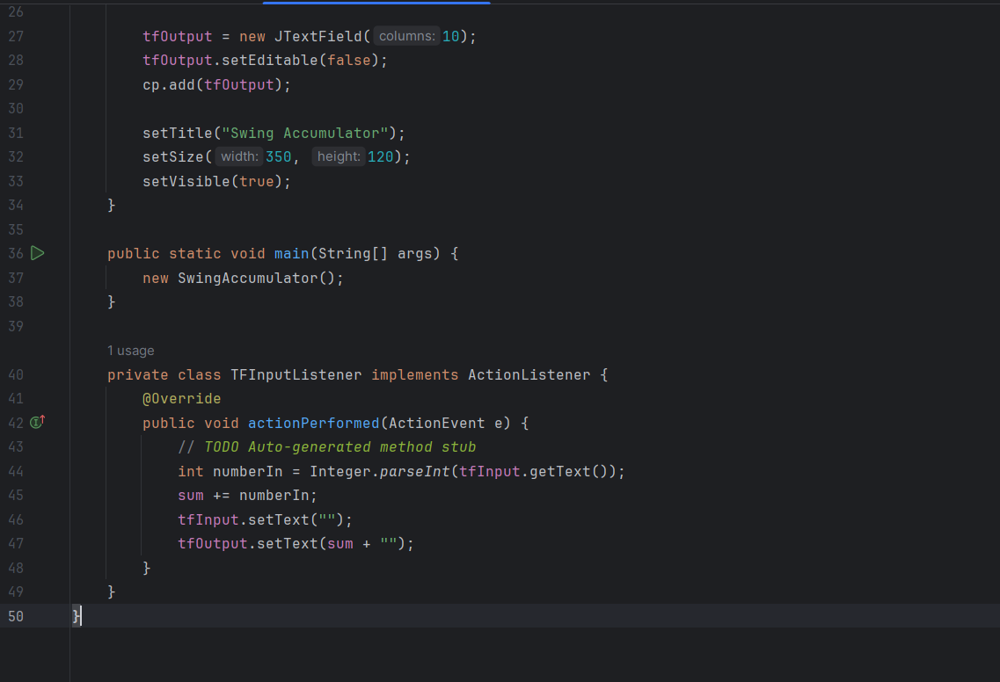 26
27 tfOutput = new JTextField( columns: 10);
28 tfOutput.setEditable(false);
29 cp.add(tfOutput);
30
31 setTitle("Swing Accumulator");
32 setSize( width: 350, height: 120);
33 setVisible(true);
34 }
35
36 public static void main(String[] args) {
37 new SwingAccumulator();
38 }
39
1 usage
40 private class TFInputListener implements ActionListener {
41 @Override
42 public void actionPerformed(ActionEvent e) {
43 // TODO Auto-generated method stub
44 int numberIn = Integer.parseInt(tfInput.getText());
45 sum += numberIn;
46 tfInput.setText("");
47 tfOutput.setText(sum + "");
48 }
49 }
50 }